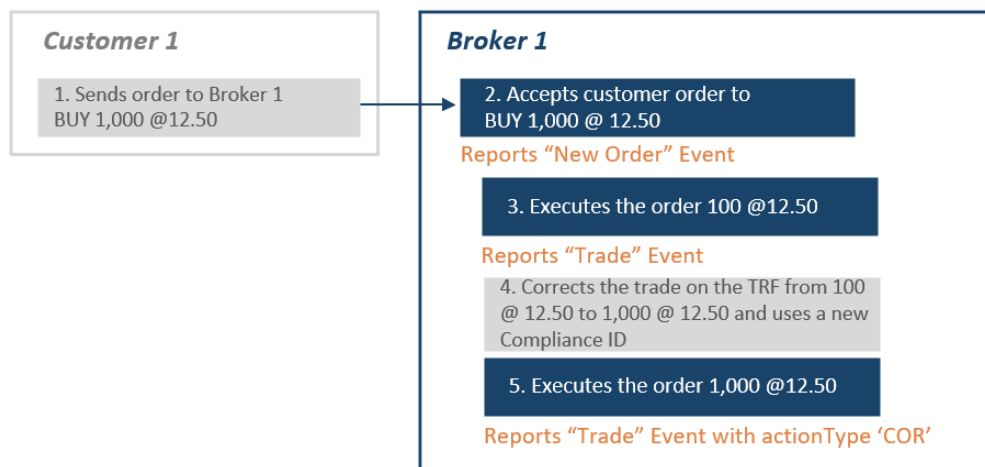 Customer 1
1. Sends order to Broker 1
BUY 1,000 @12.50
Broker 1
2. Accepts customer order to
BUY 1,000 @ 12.50
Reports “New Order” Event
3. Executes the order 100 @12.50
Reports “Trade” Event
4. Corrects the trade on the TRF from 100
@ 12.50 to 1,000 @ 12.50 and uses a new
Compliance ID
5. Executes the order 1,000 @12.50
Reports “Trade” Event with actionType ‘COR’